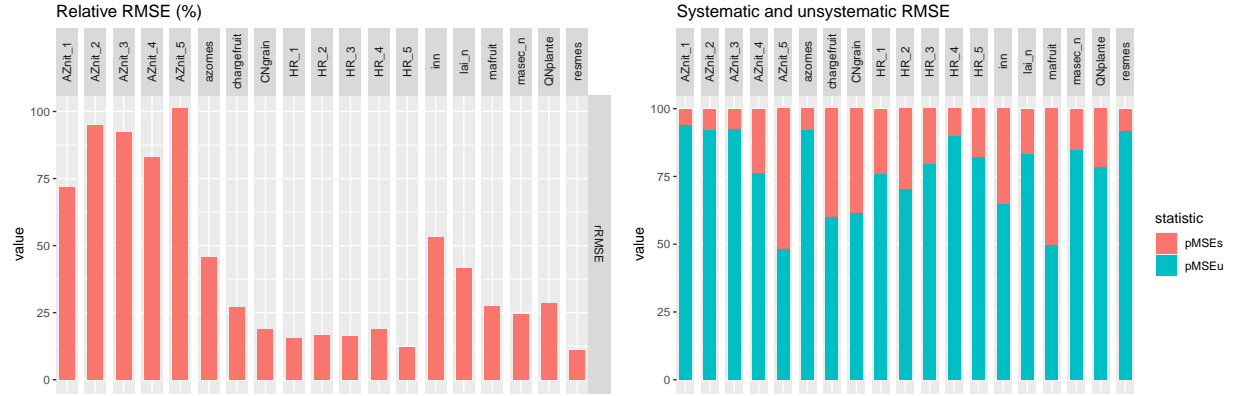 Relative RMSE (%)
AZnit_1
AZnit_2
AZnit_3
AZnit_4
AZnit_5
azomes
chargefruit
CNgrain
HR_1
HR_2
HR_3
HR_4
HR_5
inn
lai_n
mafruit
masec_n
QNplante
resmes
100
75
50
25
0
value
rRMSE
Systematic and unsystematic RMSE
AZnit_1
AZnit_2
AZnit_3
AZnit_4
AZnit_5
azomes
chargefruit
CNgrain
HR_1
HR_2
HR_3
HR_4
HR_5
inn
lai_n
mafruit
masec_n
QNplante
resmes
100
75
50
25
0
value
statistic
pMSEs
pMSEu